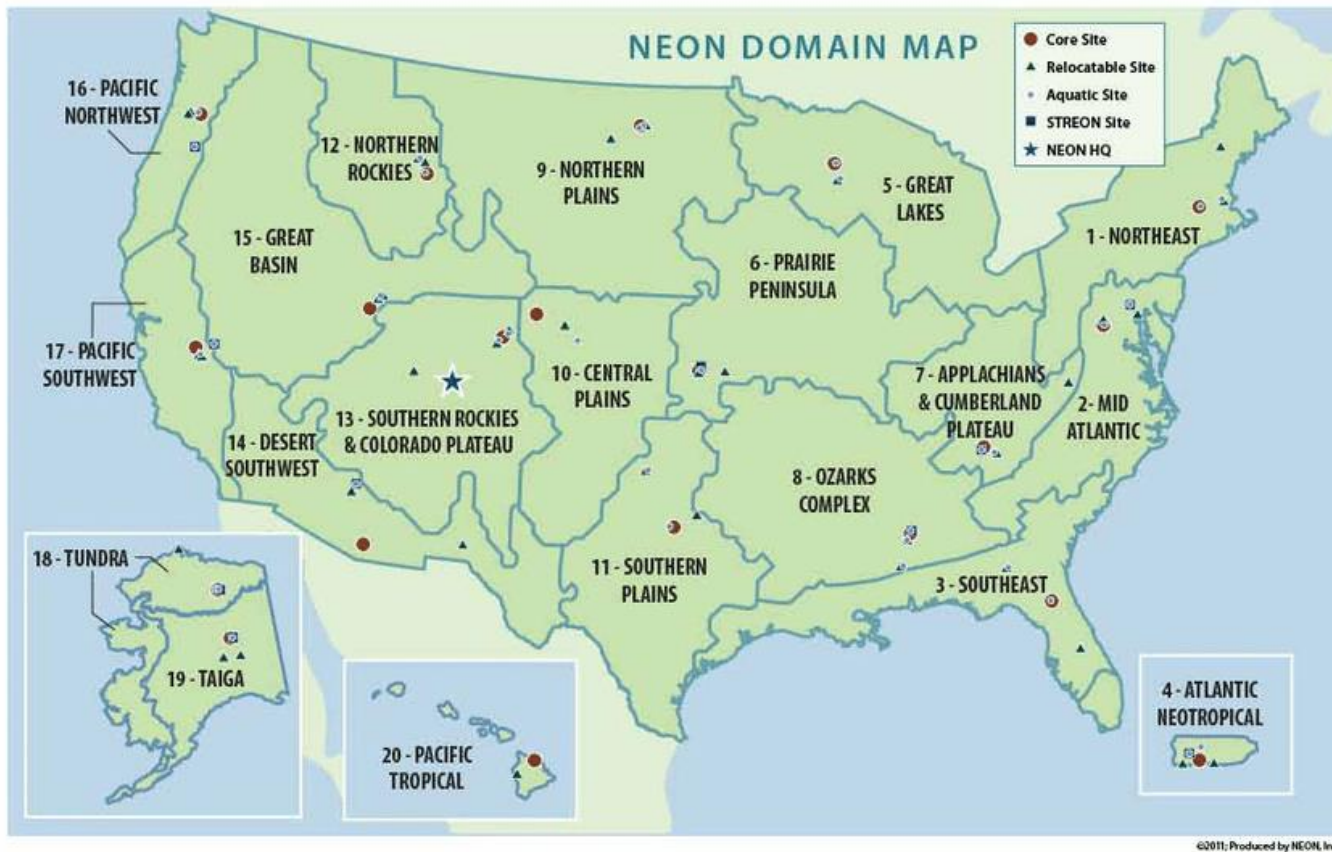 NEON DOMAIN MAP
Core Site
Relocatable Site
Aquatic Site
STREON Site
NEON HQ
16 - PACIFIC
NORTHWEST
12 - NORTHERN
ROCKIES
9 - NORTHERN
PLAINS
5 - GREAT
LAKES
1 - NORTHEAST
15 - GREAT
BASIN
6 - PRAIRIE
PENINSULA
17 - PACIFIC
SOUTHWEST
10 - CENTRAL
PLAINS
7 - APPLACHIANS
& CUMBERLAND
PLATEAU
2 - MID
ATLANTIC
13 - SOUTHERN ROCKIES
& COLORADO PLATEAU
14 - DESERT
SOUTHWEST
8 - OZARKS
COMPLEX
11 - SOUTHERN
PLAINS
3 - SOUTHEAST
18 - TUNDRA
19 - TAIGA
20 - PACIFIC
TROPICAL
4 - ATLANTIC
NEOTROPICAL
©2011; Produced by NEON, In